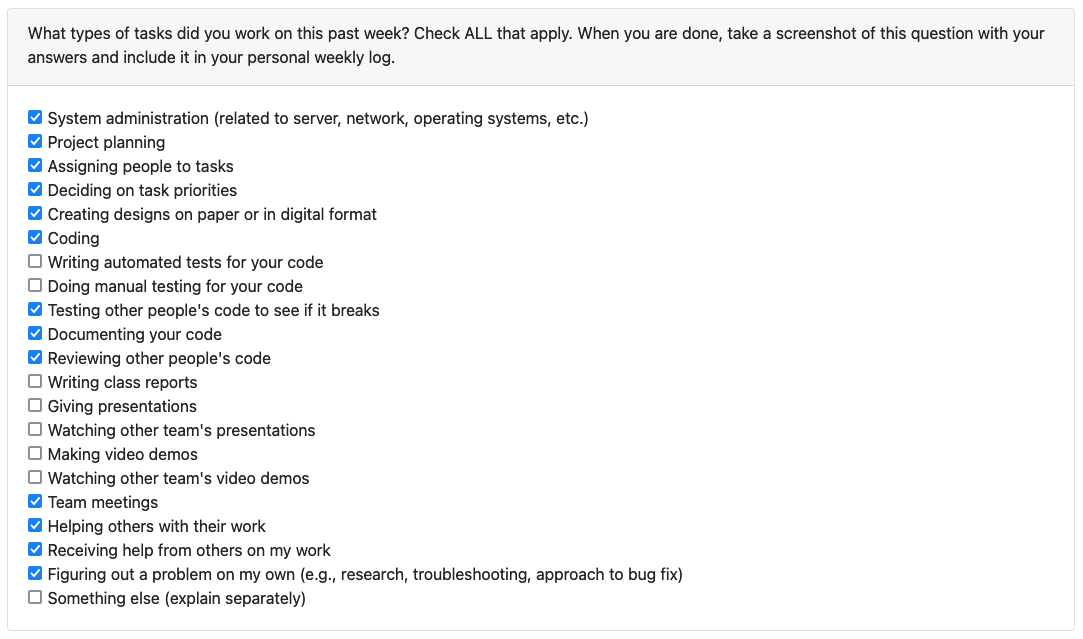 What types of tasks did you work on this past week? Check ALL that apply. When you are done, take a screenshot of this question with your
answers and include it in your personal weekly log.
System administration (related to server, network, operating systems, etc.)
Project planning
Assigning people to tasks
Deciding on task priorities
Creating designs on paper or in digital format
Coding
Writing automated tests for your code
Doing manual testing for your code
Testing other people's code to see if it breaks
Documenting your code
Reviewing other people's code
Writing class reports
Giving presentations
Watching other team's presentations
Making video demos
Watching other team's video demos
Team meetings
Helping others with their work
Receiving help from others on my work
Figuring out a problem on my own (e.g., research, troubleshooting, approach to bug fix)
Something else (explain separately)